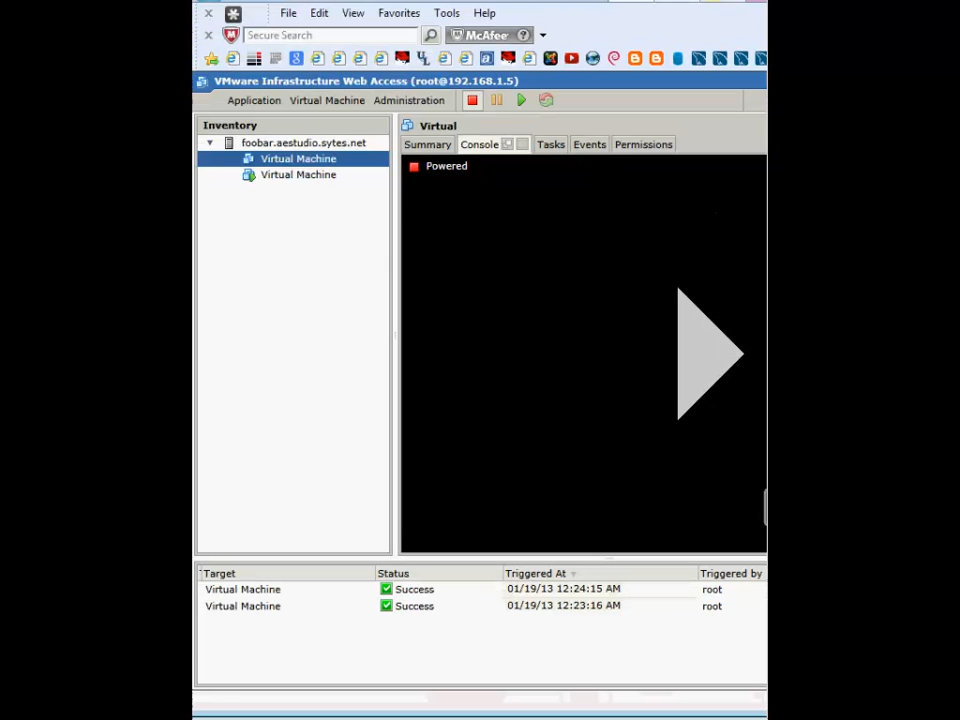 File Edit View Favorites Tools Help
Secure Search McAfee ?
VMware Infrastructure Web Access (root@192.168.1.5)
Application Virtual Machine Administration
Inventory
foobar.aestudio.sytes.net
Virtual Machine
Virtual Machine
Virtual
Summary Console Tasks Events Permissions
Powered
Target Status Triggered At Triggered by
Virtual Machine Success 01/19/13 12:24:15 AM root
Virtual Machine Success 01/19/13 12:23:16 AM root